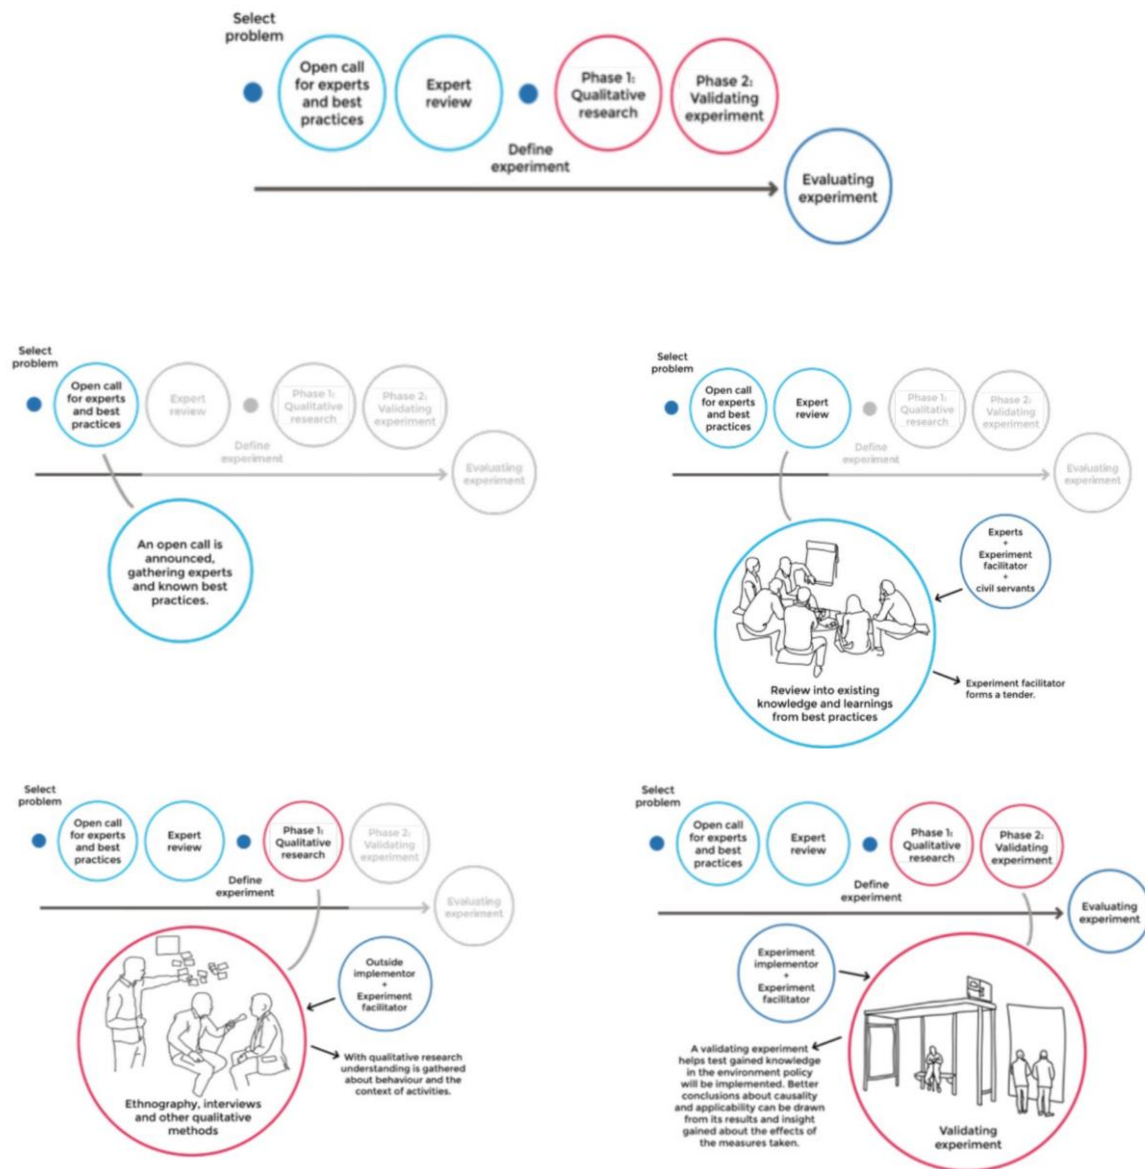 Select
problem
Open call
for experts
and best
practices
Expert
review
Define
experiment
Phase 1:
Qualitative
research
Phase 2:
Validating
experiment
Evaluating
experiment
Select
problem
Open call
for experts
and best
practices
Expert
review
Define
experiment
Phase 1:
Qualitative
research
Phase 2:
Validating
experiment
Evaluating
experiment
An open call is
announced,
gathering experts
and known best
practices.
Select
problem
Open call
for experts
and best
practices
Expert
review
Define
experiment
Phase 1:
Qualitative
research
Phase 2:
Validating
experiment
Evaluating
experiment
Experts
+
Experiment
facilitator
+
civil servants
Review into existing
knowledge and learnings
from best practices
Experiment facilitator
forms a tender.
Select
problem
Open call
for experts
and best
practices
Expert
review
Define
experiment
Phase 1:
Qualitative
research
Phase 2:
Validating
experiment
Evaluating
experiment
Outside
implementor
+
Experiment
facilitator
With qualitative research
understanding is gathered
about behaviour and the
context of activities.
Ethnography, interviews
and other qualitative
methods
Select
problem
Open call
for experts
and best
practices
Expert
review
Define
experiment
Phase 1:
Qualitative
research
Phase 2:
Validating
experiment
Evaluating
experiment
Experiment
implementor
+
Experiment
facilitator
A validating experiment
helps test gained knowledge
in the environment policy
will be implemented. Better
conclusions about causality
and applicability can be drawn
from its results and insight
gained about the effects of
the measures taken.
Validating
experiment